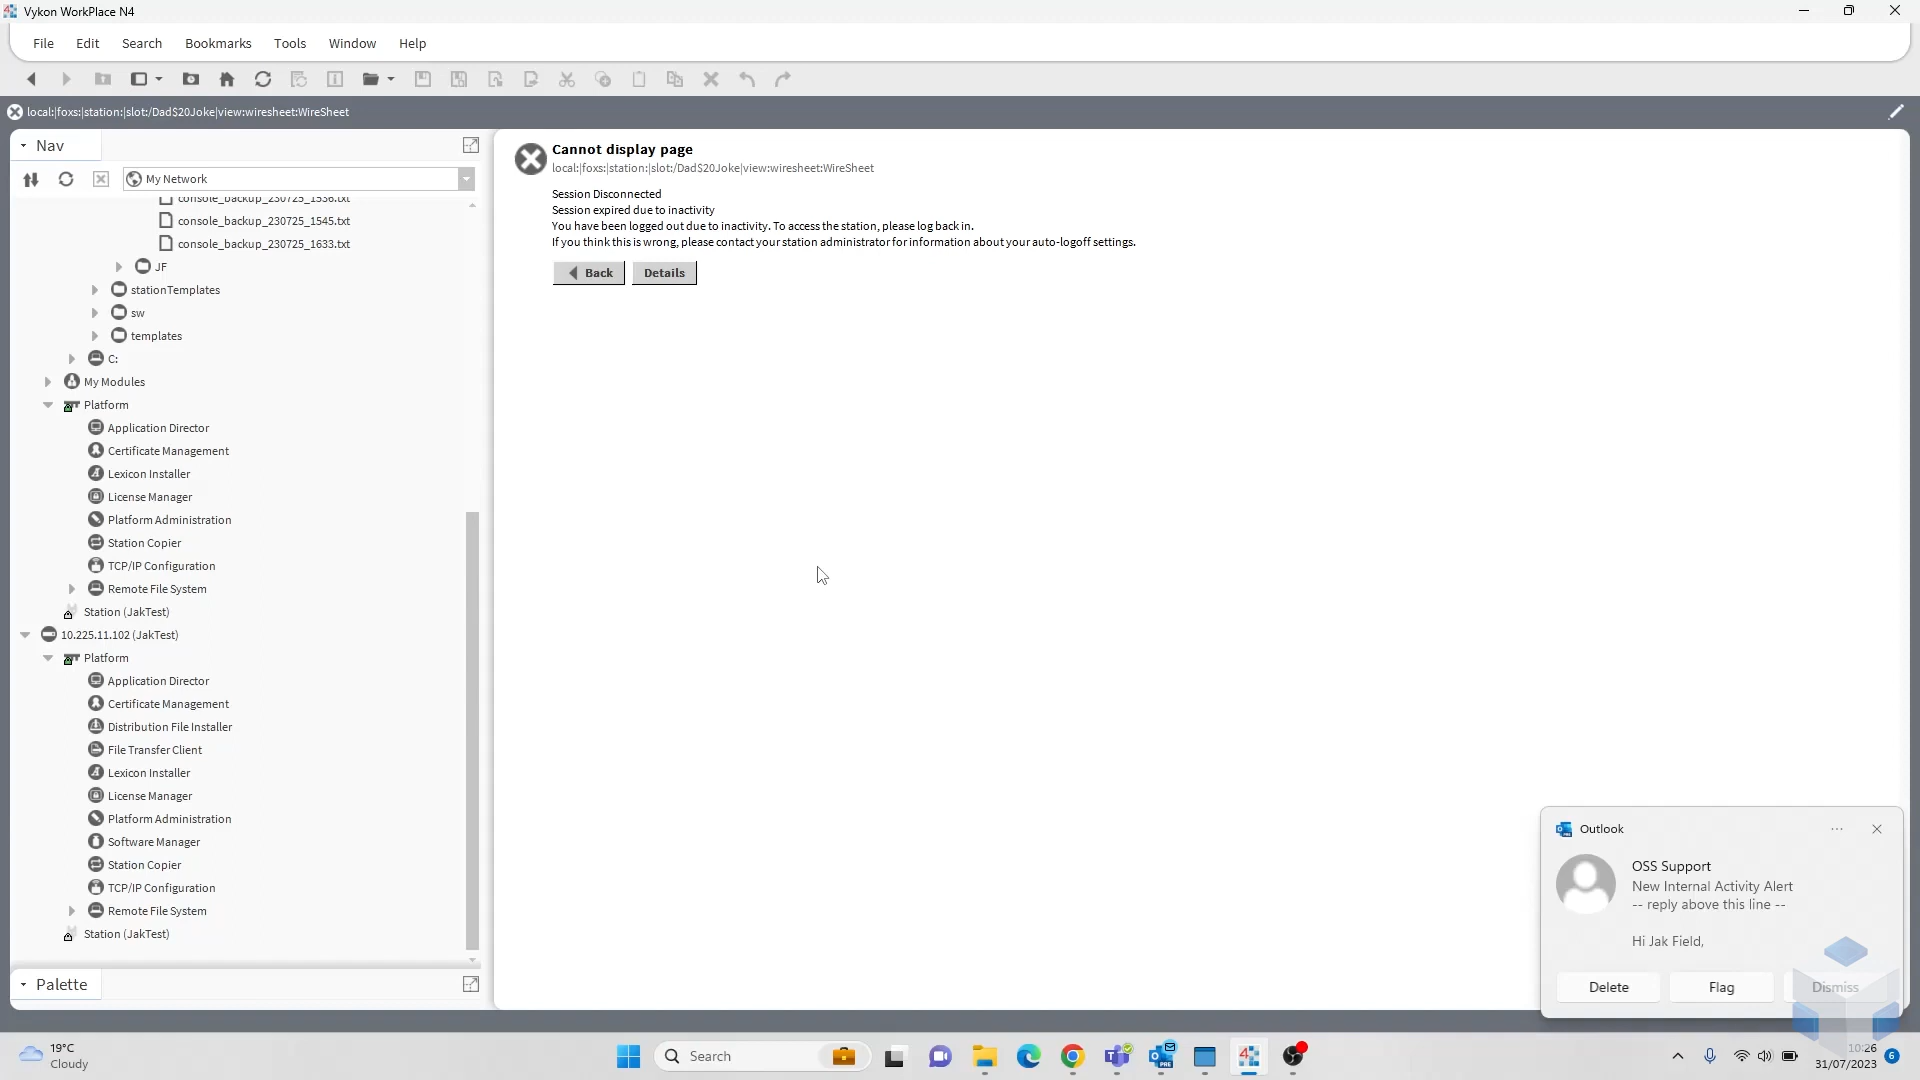 Vykon WorkPlace N4
File Edit Search Bookmarks Tools Window Help
local:|foxs:|station:|slot:/Dad$20Joke|view:wiresheet:WireSheet
Nav
My Network
console_backup_230725_1536.txt
console_backup_230725_1545.txt
console_backup_230725_1633.txt
JF
stationTemplates
sw
templates
C:
My Modules
Platform
Application Director
Certificate Management
Lexicon Installer
License Manager
Platform Administration
Station Copier
TCP/IP Configuration
Remote File System
Station (JakTest)
10.225.11.102 (JakTest)
Platform
Application Director
Certificate Management
Distribution File Installer
File Transfer Client
Lexicon Installer
License Manager
Platform Administration
Software Manager
Station Copier
TCP/IP Configuration
Remote File System
Station (JakTest)
Palette
Cannot display page
local:|foxs:|station:|slot:/Dad$20Joke|view:wiresheet:WireSheet
Session Disconnected
Session expired due to inactivity
You have been logged out due to inactivity. To access the station, please log back in.
If you think this is wrong, please contact your station administrator for information about your auto-logoff settings.
Back Details
Outlook
OSS Support
New Internal Activity Alert
-- reply above this line --
Hi Jak Field,
Delete Flag Dismiss
19°C
Cloudy
Search
PRE
10:26
31/07/2023
6